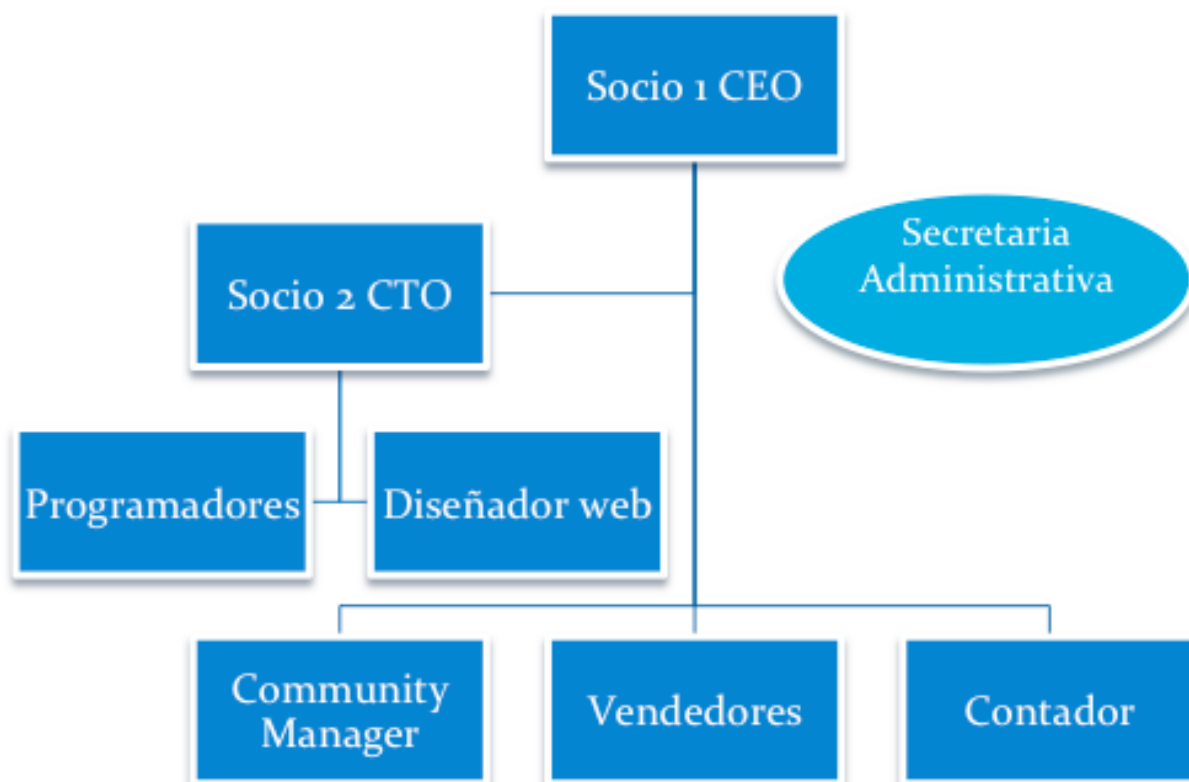 Socio 1 CEO
Secretaria
Administrativa
Socio 2 CTO
Programadores
Diseñador web
Community
Manager
Vendedores
Contador